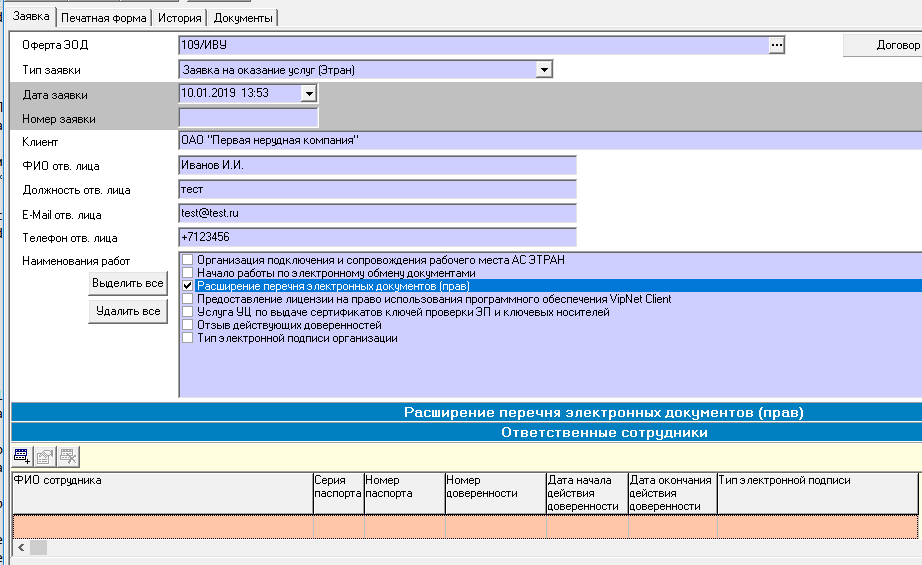 Заявка Печатная форма История Документы
Оферта ЭОД 109/ИВУ ... Договор
Тип заявки Заявка на оказание услуг (Этран)
Дата заявки 10.01.2019 13:53
Номер заявки
Клиент ОАО "Первая нерудная компания"
ФИО отв. лица Иванов И.И.
Должность отв. лица тест
E-Mail отв. лица test@test.ru
Телефон отв. лица +7123456
Наименования работ
Выделить все
Удалить все
Организация подключения и сопровождения рабочего места АС ЭТРАН
Начало работы по электронному обмену документами
Расширение перечня электронных документов (прав)
Предоставление лицензии на право использования программного обеспечения VipNet Client
Услуга УЦ по выдаче сертификатов ключей проверки ЭП и ключевых носителей
Отзыв действующих доверенностей
Тип электронной подписи организации
Расширение перечня электронных документов (прав)
Ответственные сотрудники
ФИО сотрудника Серия Номер Номер Дата начала Дата окончания Тип электронной подписи
паспорта паспорта доверенности действия действия
доверенности доверенности